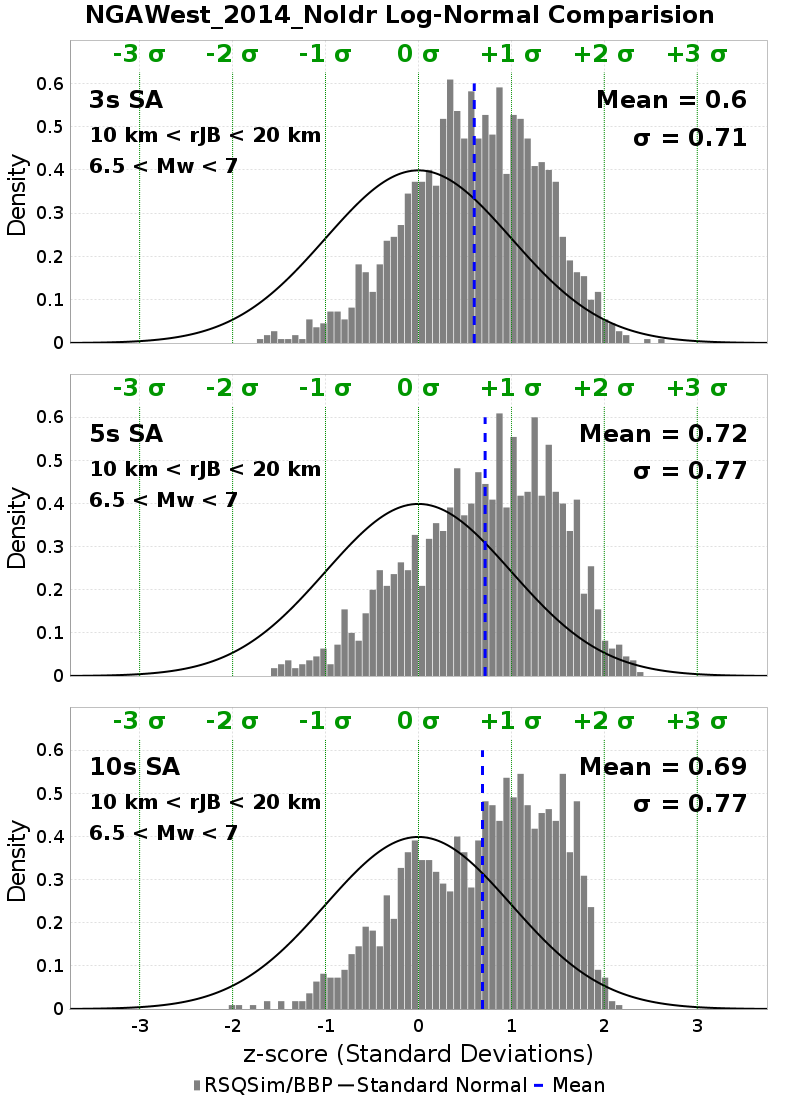 NGAWest_2014_NoIdr Log-Normal Comparision
-3 σ -2 σ -1 σ 0 σ +1 σ +2 σ +3 σ
3s SA
Mean = 0.6
10 km < rJB < 20 km
σ = 0.71
6.5 < Mw < 7
Density
0.6
0.5
0.4
0.3
0.2
0.1
0
-3 σ -2 σ -1 σ 0 σ +1 σ +2 σ +3 σ
5s SA
Mean = 0.72
10 km < rJB < 20 km
σ = 0.77
6.5 < Mw < 7
Density
0.6
0.5
0.4
0.3
0.2
0.1
0
-3 σ -2 σ -1 σ 0 σ +1 σ +2 σ +3 σ
10s SA
Mean = 0.69
10 km < rJB < 20 km
σ = 0.77
6.5 < Mw < 7
Density
0.6
0.5
0.4
0.3
0.2
0.1
0
-3 -2 -1 0 1 2 3
z-score (Standard Deviations)
RSQSim/BBP Standard Normal Mean